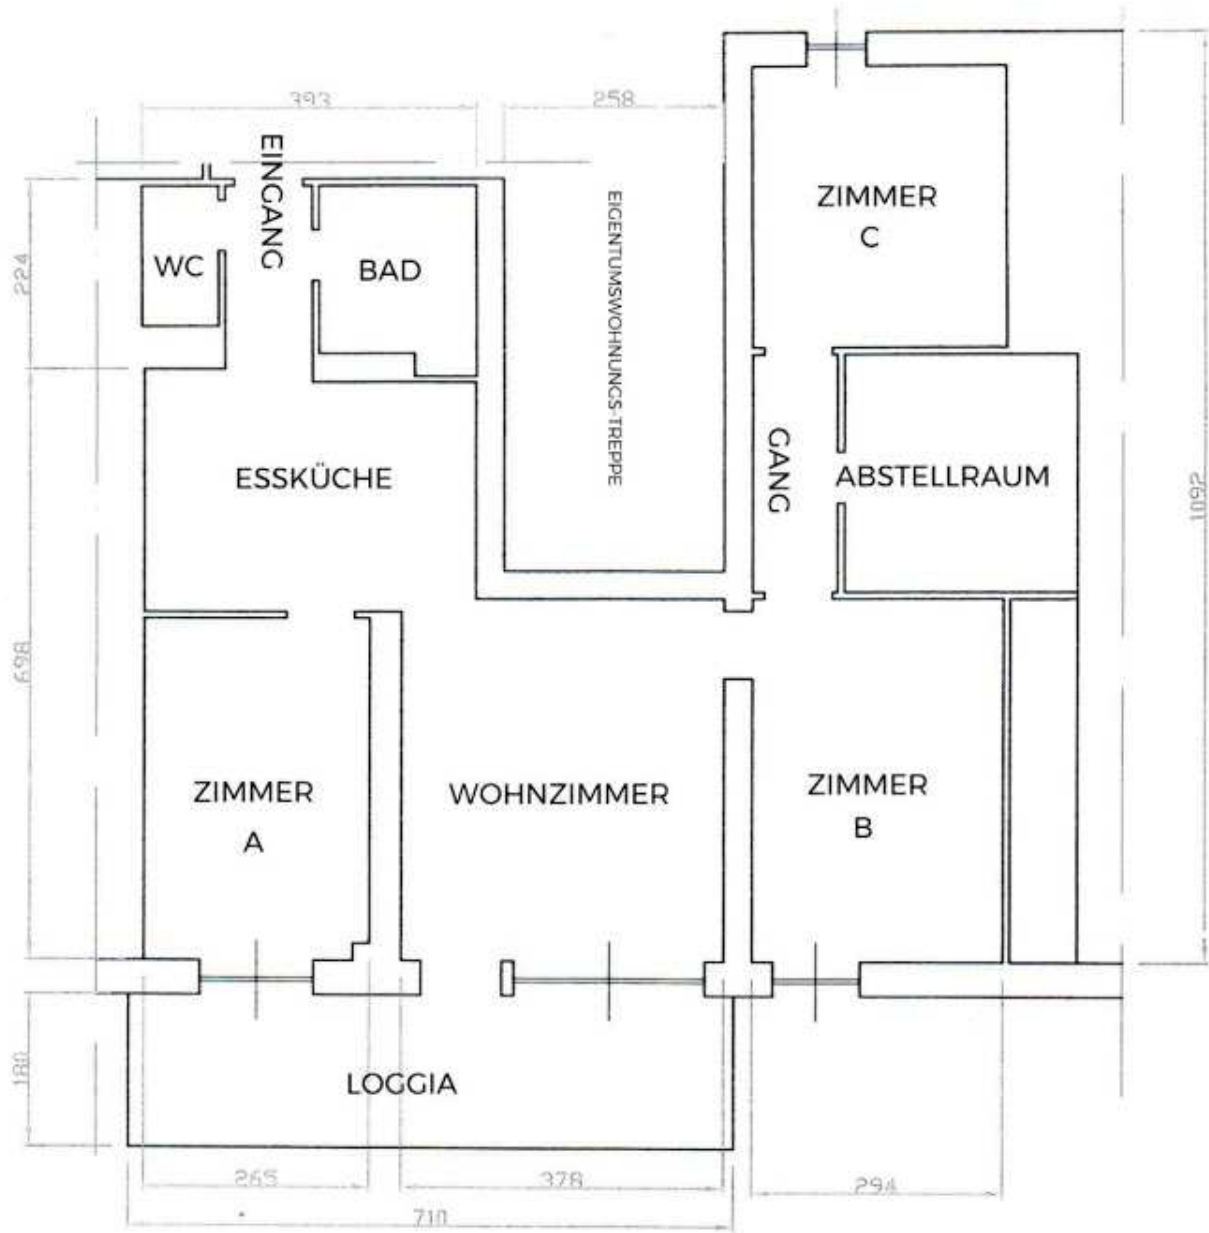 393
258
EINGANG
EIGENTUMSWOHNUNGS-TREPPE
ZIMMER
C
WC
BAD
224
GANG
ESSKÜCHE
ABSTELLRAUM
1092
698
ZIMMER
A
WOHNZIMMER
ZIMMER
B
180
LOGGIA
265
378
294
710